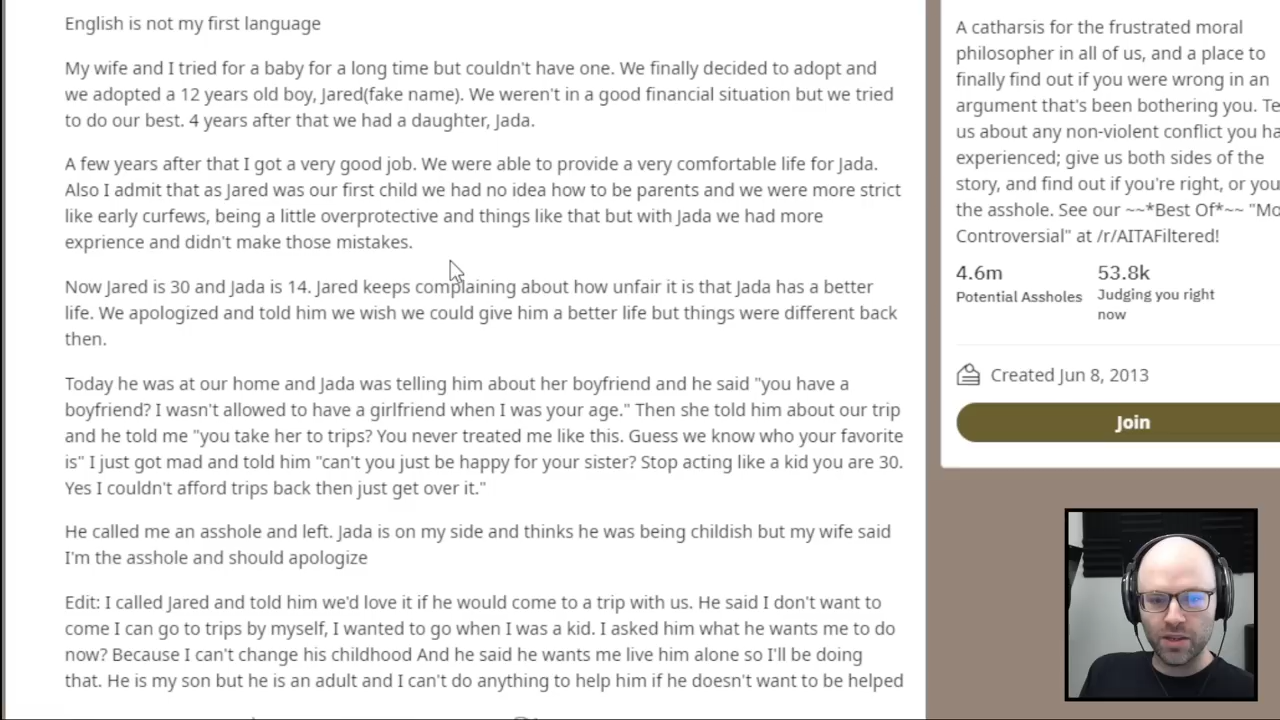 English is not my first language
My wife and I tried for a baby for a long time but couldn't have one. We finally decided to adopt and
we adopted a 12 years old boy, Jared(fake name). We weren't in a good financial situation but we tried
to do our best. 4 years after that we had a daughter, Jada.
A few years after that I got a very good job. We were able to provide a very comfortable life for Jada.
Also I admit that as Jared was our first child we had no idea how to be parents and we were more strict
like early curfews, being a little overprotective and things like that but with Jada we had more
exprience and didn't make those mistakes.
Now Jared is 30 and Jada is 14. Jared keeps complaining about how unfair it is that Jada has a better
life. We apologized and told him we wish we could give him a better life but things were different back
then.
Today he was at our home and Jada was telling him about her boyfriend and he said "you have a
boyfriend? I wasn't allowed to have a girlfriend when I was your age." Then she told him about our trip
and he told me "you take her to trips? You never treated me like this. Guess we know who your favorite
is" I just got mad and told him "can't you just be happy for your sister? Stop acting like a kid you are 30.
Yes I couldn't afford trips back then just get over it."
He called me an asshole and left. Jada is on my side and thinks he was being childish but my wife said
I'm the asshole and should apologize
Edit: I called Jared and told him we'd love it if he would come to a trip with us. He said I don't want to
come I can go to trips by myself, I wanted to go when I was a kid. I asked him what he wants me to do
now? Because I can't change his childhood And he said he wants me live him alone so I'll be doing
that. He is my son but he is an adult and I can't do anything to help him if he doesn't want to be helped
A catharsis for the frustrated moral
philosopher in all of us, and a place to
finally find out if you were wrong in an
argument that's been bothering you. Te
us about any non-violent conflict you ha
experienced; give us both sides of the
story, and find out if you're right, or you
the asshole. See our ~~*Best Of*~~ "Mo
Controversial" at /r/AITAFiltered!
4.6m
Potential Assholes
53.8k
Judging you right
now
Created Jun 8, 2013
Join